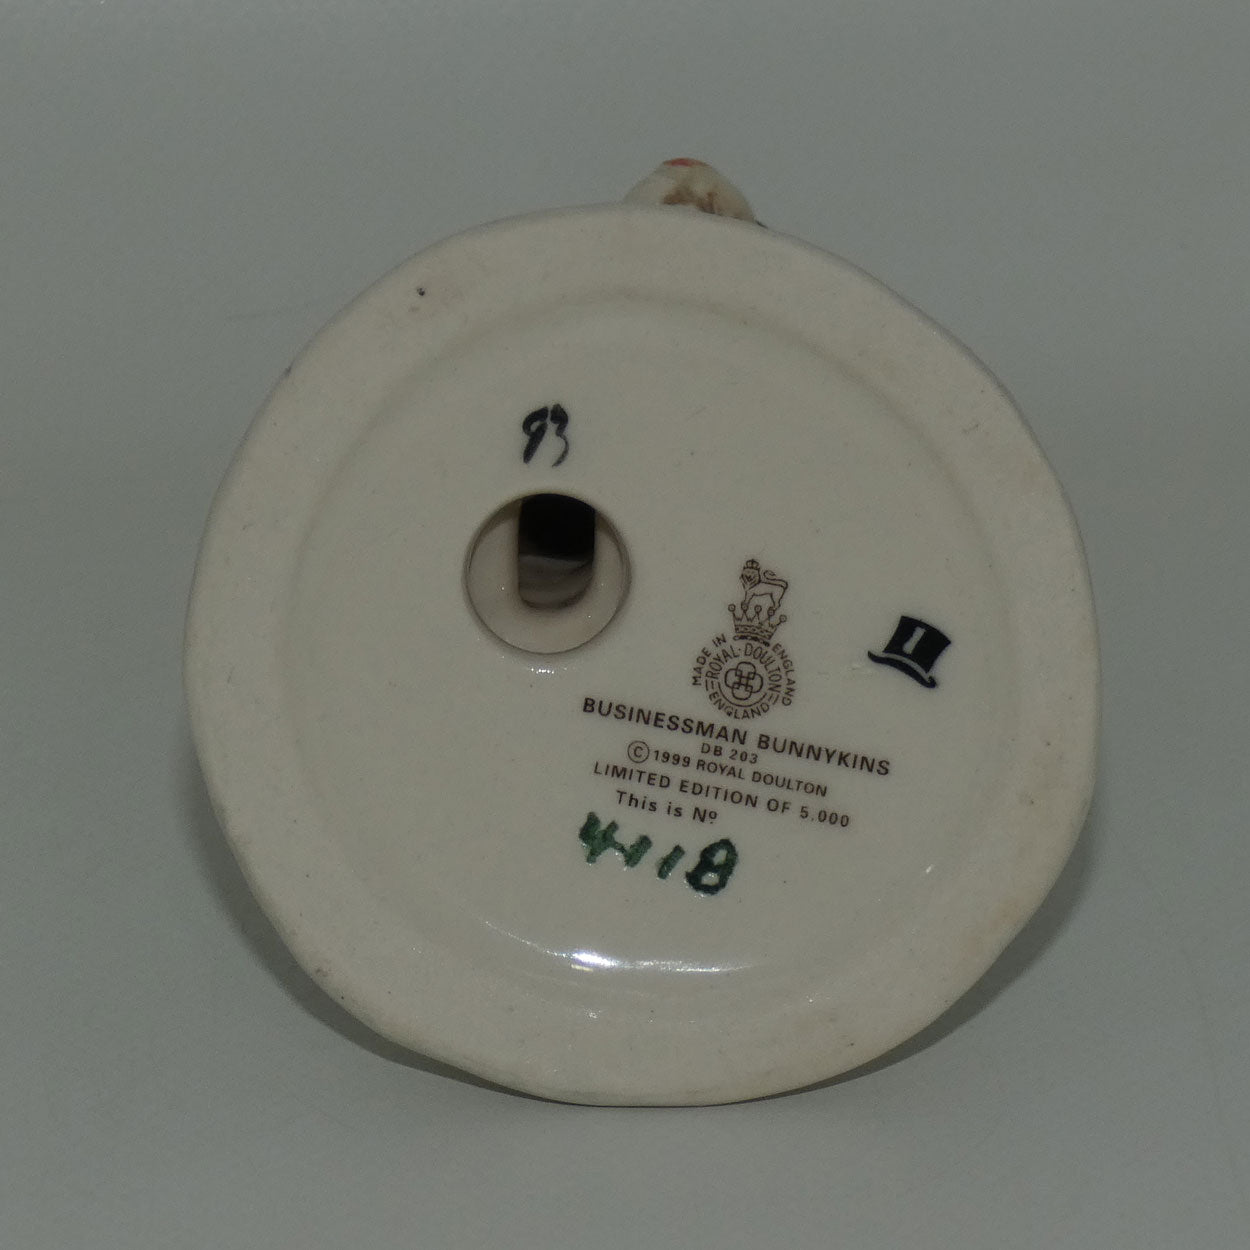 93
1
MADE IN ENGLAND
ROYAL·DOULTON
ENGLAND
BUSINESSMAN BUNNYKINS
DB 203
© 1999 ROYAL DOULTON
LIMITED EDITION OF 5,000
This is Nº
4118